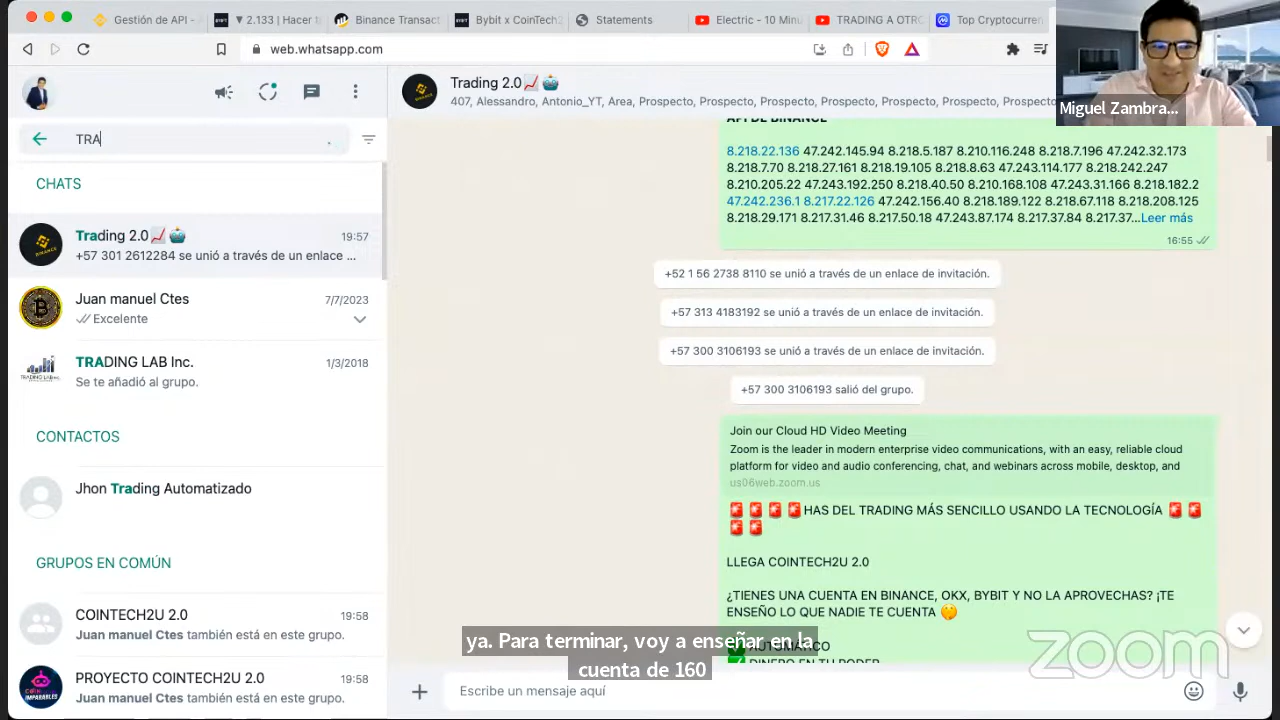 Gestión de API -
▼ 2.133 | Hacer t
Binance Transact
Bybit x CoinTech2
Statements
Electric - 10 Minu
TRADING A OTRO
Top Cryptocurren
web.whatsapp.com
Miguel Zambra...
TRA
CHATS
Trading 2.0📈🤖
19:57
+57 301 2612284 se unió a través de un enlace ...
Juan manuel Ctes
7/7/2023
Excelente
TRADING LAB Inc.
1/3/2018
Se te añadió al grupo.
CONTACTOS
Jhon Trading Automatizado
GRUPOS EN COMÚN
COINTECH2U 2.0
19:58
Juan manuel Ctes también está en este grupo.
PROYECTO COINTECH2U 2.0
19:58
Juan manuel Ctes también está en este grupo.
Trading 2.0📈🤖
407, Alessandro, Antonio_YT, Area, Prospecto, Prospecto, Prospecto, Prospecto, Prospecto, Prospecto, Prospecto
API DE BINANCE
8.218.22.136 47.242.145.94 8.218.5.187 8.210.116.248 8.218.7.196 47.242.32.173
8.218.7.70 8.218.27.161 8.218.19.105 8.218.8.63 47.243.114.177 8.218.242.247
8.210.205.22 47.243.192.250 8.218.40.50 8.210.168.108 47.243.31.166 8.218.182.2
47.242.236.1 8.217.22.126 47.242.156.40 8.218.189.122 8.218.67.118 8.218.208.125
8.218.29.171 8.217.31.46 8.217.50.18 47.243.87.174 8.217.37.84 8.217.37...Leer más
16:55
+52 1 56 2738 8110 se unió a través de un enlace de invitación.
+57 313 4183192 se unió a través de un enlace de invitación.
+57 300 3106193 se unió a través de un enlace de invitación.
+57 300 3106193 salió del grupo.
Join our Cloud HD Video Meeting
Zoom is the leader in modern enterprise video communications, with an easy, reliable cloud
platform for video and audio conferencing, chat, and webinars across mobile, desktop, and
us06web.zoom.us
🚨🚨🚨🚨HAS DEL TRADING MÁS SENCILLO USANDO LA TECNOLOGÍA🚨🚨
🚨🚨
LLEGA COINTECH2U 2.0
¿TIENES UNA CUENTA EN BINANCE, OKX, BYBIT Y NO LA APROVECHAS? ¡TE
ENSEÑO LO QUE NADIE TE CUENTA 🤫
✅ AUTOMÁTICO
✅ DINERO EN TU PODER
ya. Para terminar, voy a enseñar en la
cuenta de 160
Escribe un mensaje aquí
zoom